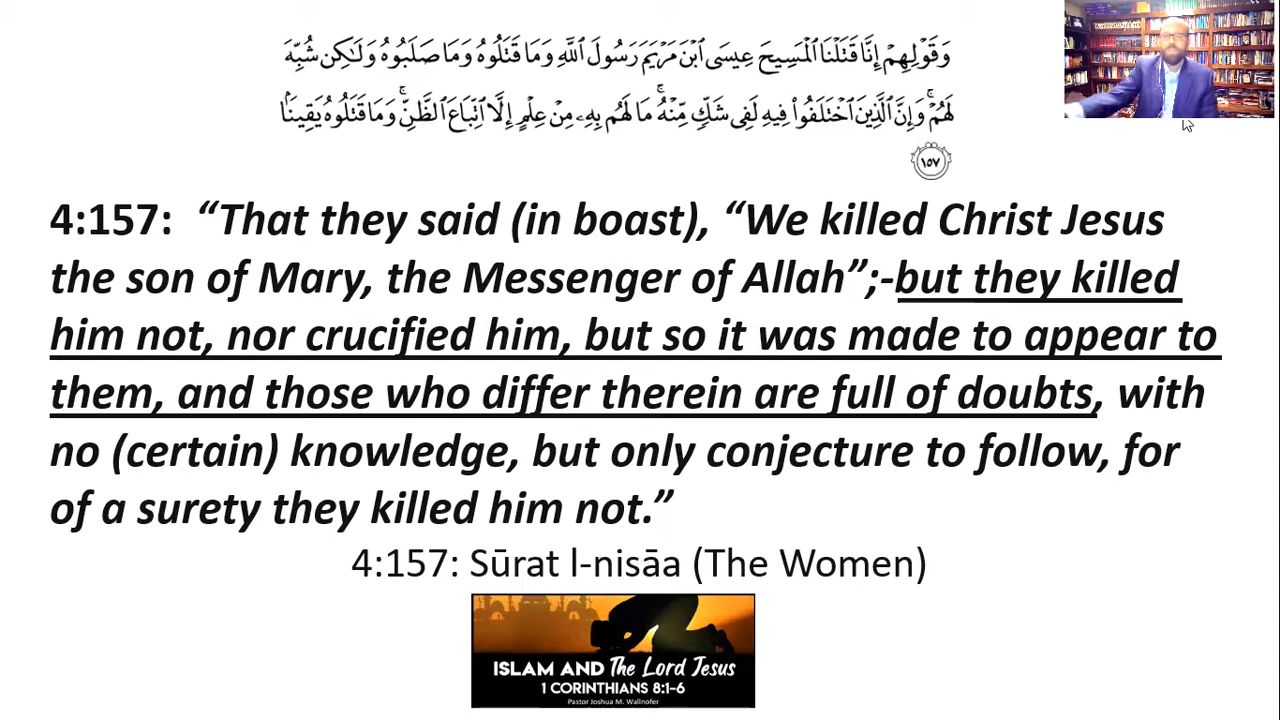 وَقَوْلِهِمْ إِنَّا قَتَلْنَا ٱلْمَسِيحَ عِيسَى ٱبْنَ مَرْيَمَ رَسُولَ ٱللَّهِ وَمَا قَتَلُوهُ وَمَا صَلَبُوهُ وَلَـٰكِن شُبِّهَ
لَهُمْ ۚ وَإِنَّ ٱلَّذِينَ ٱخْتَلَفُوا۟ فِيهِ لَفِى شَكٍّ مِّنْهُ ۚ مَا لَهُم بِهِۦ مِنْ عِلْمٍ إِلَّا ٱتِّبَاعَ ٱلظَّنِّ ۚ وَمَا قَتَلُوهُ يَقِينًۢا
١٥٧
4:157: “That they said (in boast), “We killed Christ Jesus
the son of Mary, the Messenger of Allah”;-but they killed
him not, nor crucified him, but so it was made to appear to
them, and those who differ therein are full of doubts, with
no (certain) knowledge, but only conjecture to follow, for
of a surety they killed him not.”
4:157: Sūrat l-nisāa (The Women)
ISLAM AND The Lord Jesus
1 CORINTHIANS 8:1-6
Pastor Joshua M. Wallnofer